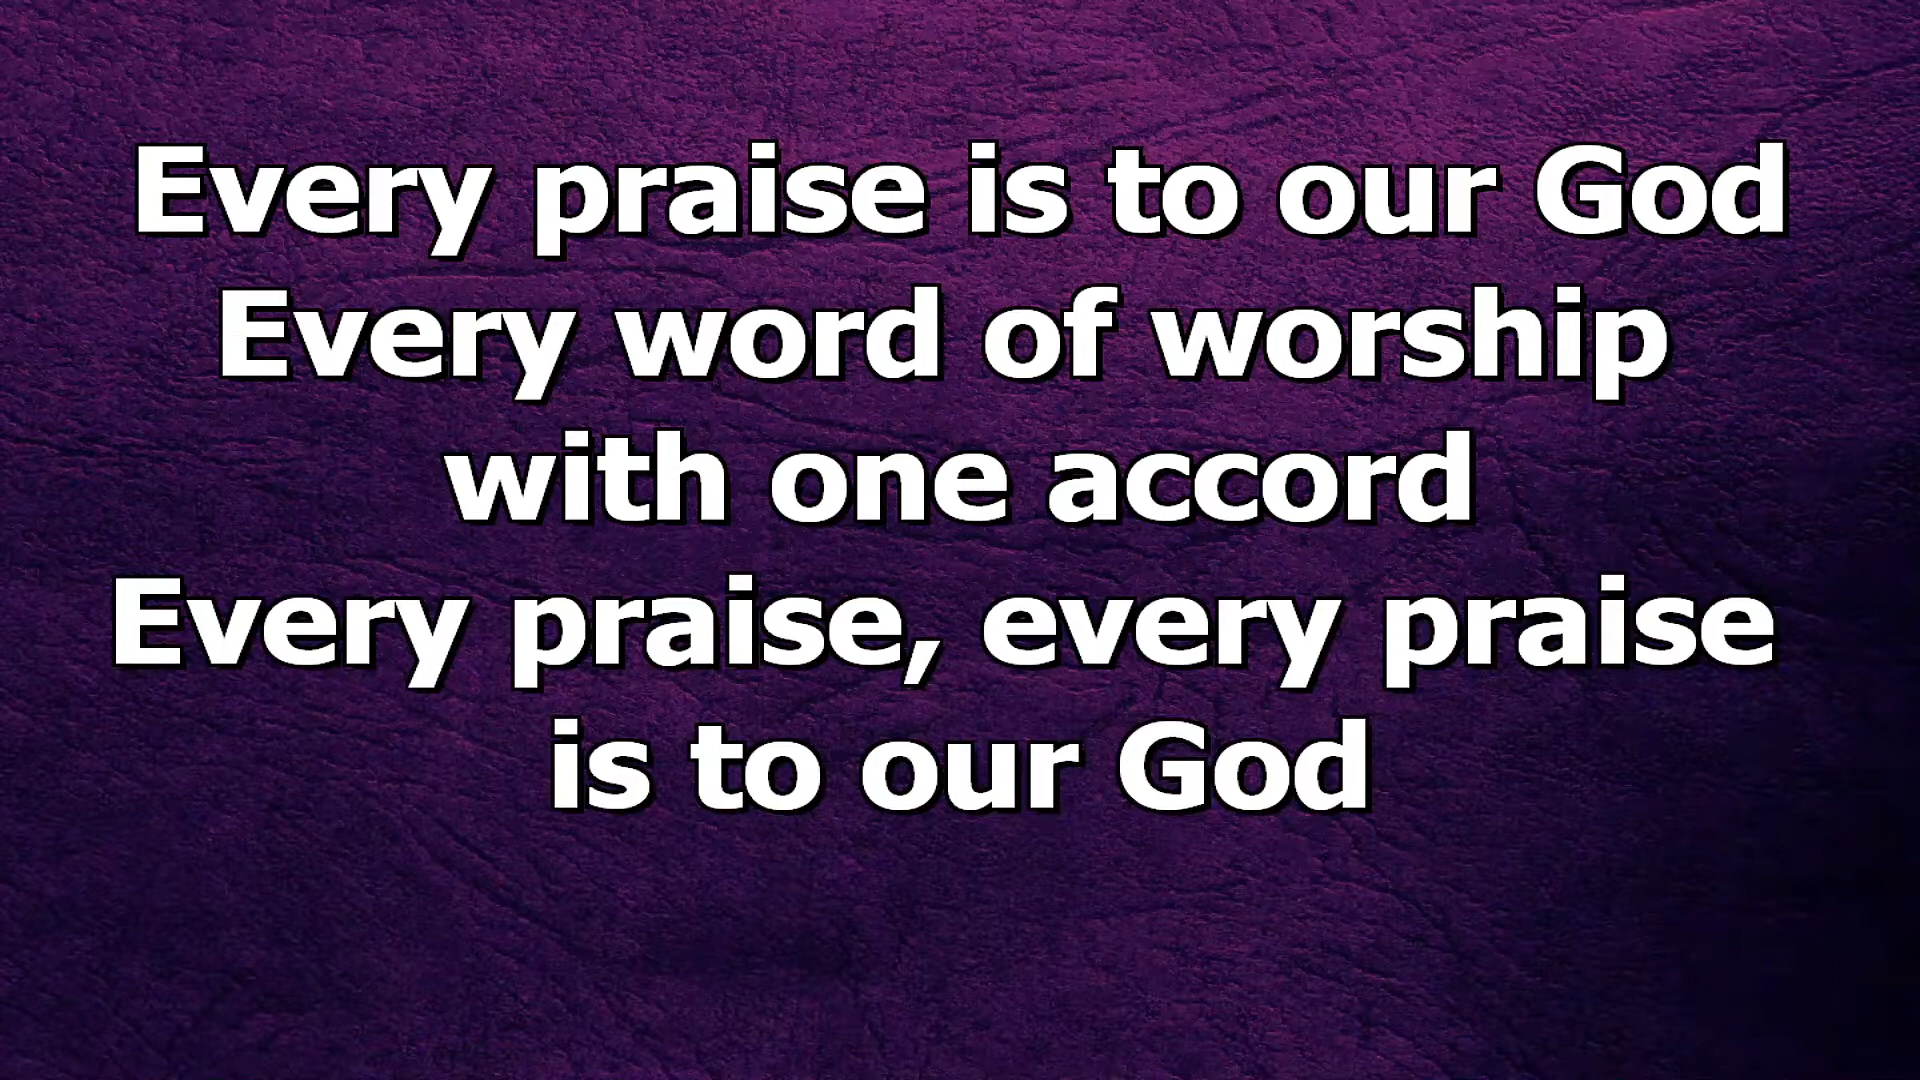 Every praise is to our God
Every word of worship
with one accord
Every praise, every praise
is to our God